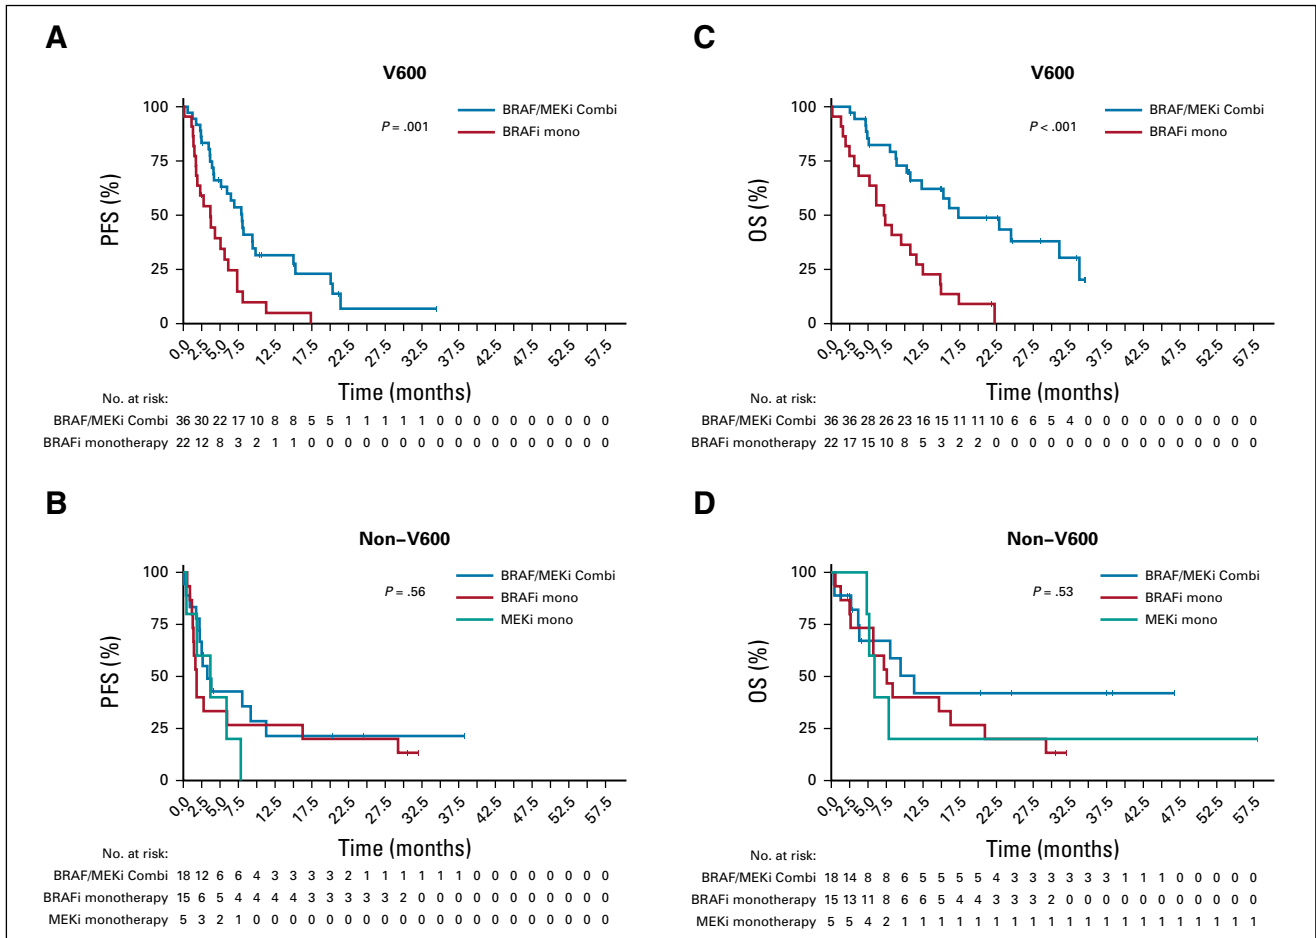 A
V600
PFS (%)
100
75
50
25
0
P = .001
BRAF/MEKi Combi
BRAFi mono
0.0 2.5 5.0 7.5 12.5 17.5 22.5 27.5 32.5 37.5 42.5 47.5 52.5 57.5
Time (months)
No. at risk:
BRAF/MEKi Combi 36 30 22 17 10 8 8 5 5 1 1 1 1 1 0 0 0 0 0 0 0 0 0 0
BRAFi monotherapy 22 12 8 3 2 1 1 0 0 0 0 0 0 0 0 0 0 0 0 0 0 0 0 0
C
V600
OS (%)
100
75
50
25
0
P < .001
BRAF/MEKi Combi
BRAFi mono
0.0 2.5 5.0 7.5 12.5 17.5 22.5 27.5 32.5 37.5 42.5 47.5 52.5 57.5
Time (months)
No. at risk:
BRAF/MEKi Combi 36 36 28 26 23 16 15 11 11 10 6 6 5 4 0 0 0 0 0 0 0 0 0 0
BRAFi monotherapy 22 17 15 10 8 5 3 2 2 0 0 0 0 0 0 0 0 0 0 0 0 0 0 0
B
Non–V600
PFS (%)
100
75
50
25
0
P = .56
BRAF/MEKi Combi
BRAFi mono
MEKi mono
0.0 2.5 5.0 7.5 12.5 17.5 22.5 27.5 32.5 37.5 42.5 47.5 52.5 57.5
Time (months)
No. at risk:
BRAF/MEKi Combi 18 12 6 6 4 3 3 3 3 2 1 1 1 1 1 1 0 0 0 0 0 0 0 0
BRAFi monotherapy 15 6 5 4 4 4 4 3 3 3 3 3 2 0 0 0 0 0 0 0 0 0 0 0
MEKi monotherapy 5 3 2 1 0 0 0 0 0 0 0 0 0 0 0 0 0 0 0 0 0 0 0 0
D
Non–V600
OS (%)
100
75
50
25
0
P = .53
BRAF/MEKi Combi
BRAFi mono
MEKi mono
0.0 2.5 5.0 7.5 12.5 17.5 22.5 27.5 32.5 37.5 42.5 47.5 52.5 57.5
Time (months)
No. at risk:
BRAF/MEKi Combi 18 14 8 8 6 5 5 5 5 4 3 3 3 3 3 3 1 1 1 0 0 0 0 0
BRAFi monotherapy 15 13 11 8 6 6 5 4 4 3 3 3 2 0 0 0 0 0 0 0 0 0 0 0
MEKi monotherapy 5 5 4 2 1 1 1 1 1 1 1 1 1 1 1 1 1 1 1 1 1 1 1 1